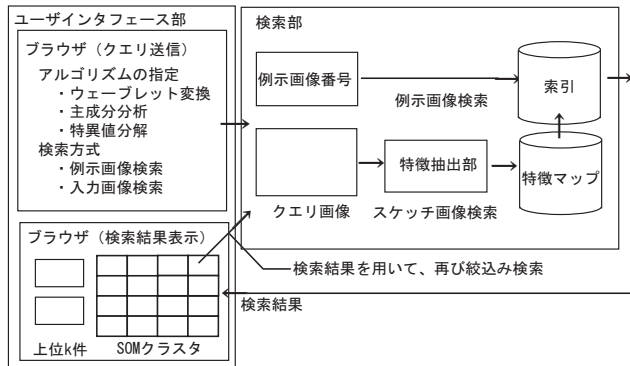 ユーザインタフェース部
ブラウザ（クエリ送信）
アルゴリズムの指定
・ウェーブレット変換
・主成分分析
・特異値分解
検索方式
・例示画像検索
・入力画像検索
ブラウザ（検索結果表示）
上位k件
SOMクラスタ
検索部
例示画像番号
例示画像検索
索引
クエリ画像
特徴抽出部
スケッチ画像検索
特徴マップ
検索結果を用いて、再び絞込み検索
検索結果